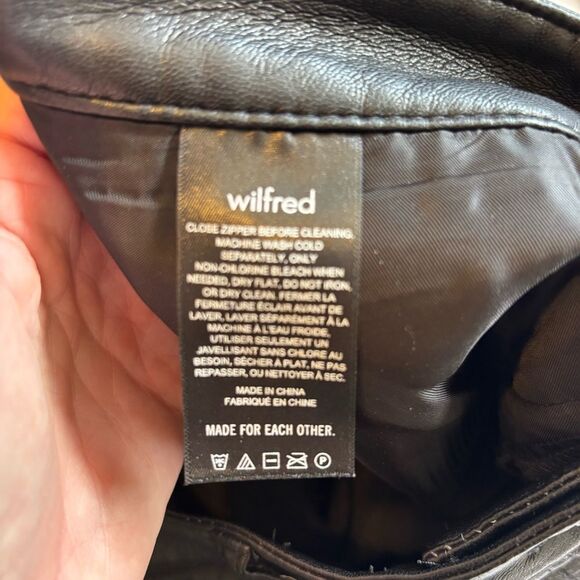 wilfred
CLOSE ZIPPER BEFORE CLEANING.
MACHINE WASH COLD
SEPARATELY, ONLY
NON-CHLORINE BLEACH WHEN
NEEDED, DRY FLAT, DO NOT IRON,
OR DRY CLEAN. FERMER LA
FERMETURE ÉCLAIR AVANT DE
LAVER, LAVER SÉPARÉMENT À LA
MACHINE À L'EAU FROIDE,
UTILISER SEULEMENT UN
JAVELLISANT SANS CHLORE AU
BESOIN, SÉCHER À PLAT, NE PAS
REPASSER, OU NETTOYER À SEC.
MADE IN CHINA
FABRIQUÉ EN CHINE
MADE FOR EACH OTHER.
P